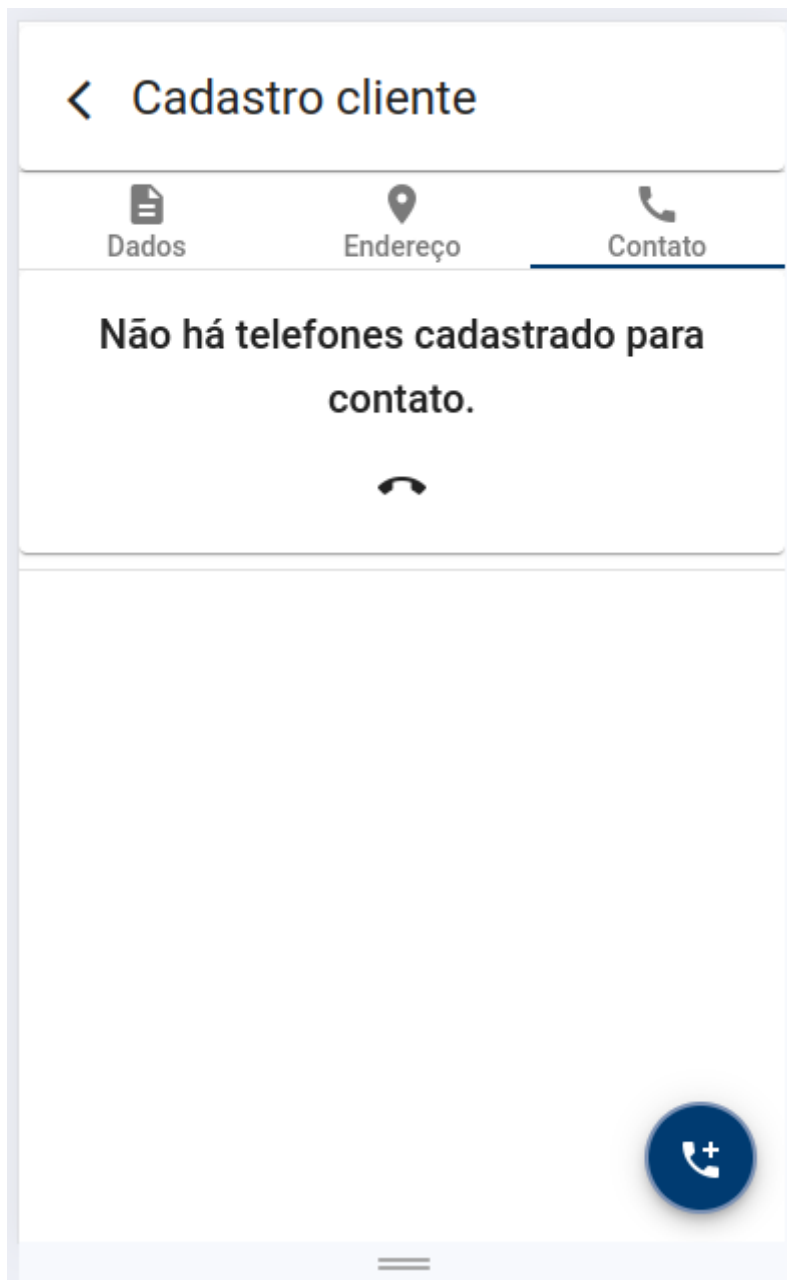 Cadastro cliente
Dados
Endereço
Contato
Não há telefones cadastrado para
contato.